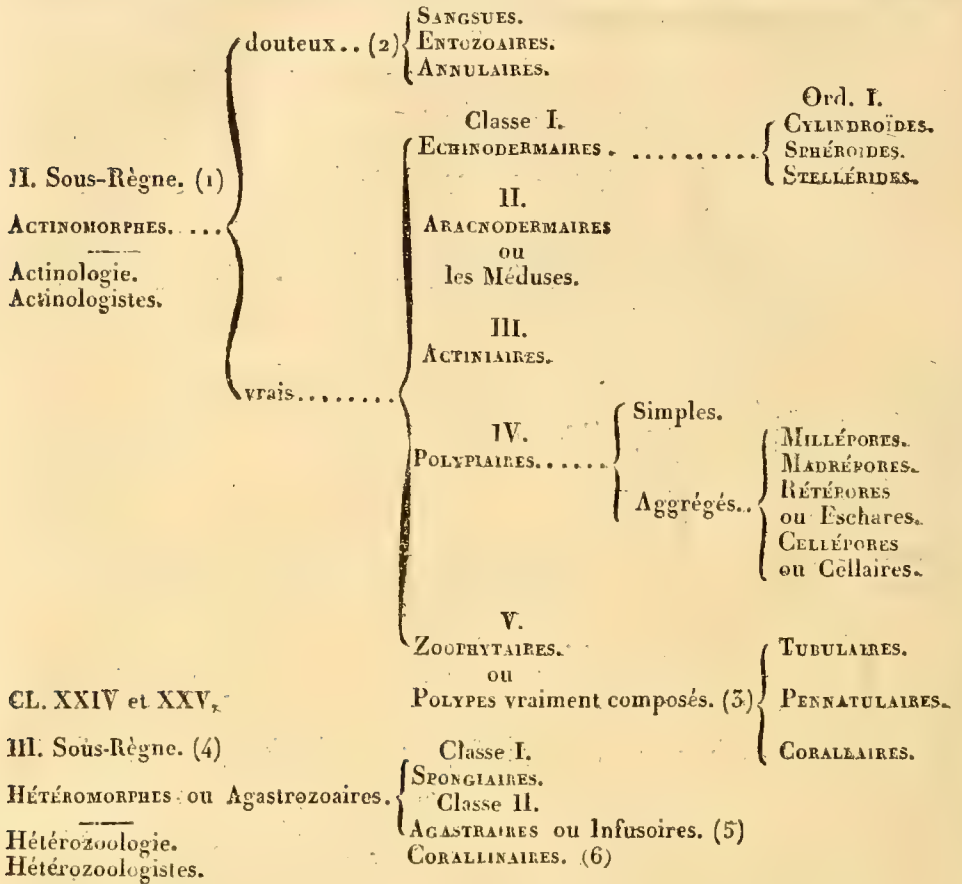 douteux.. (2)
SANGSUES.
ENTOZOAIRES.
ANNULAIRES.
Classe I.
ECHINODERMAIRES . ..........
Ord. I.
CYLINDROÏDES.
SPHÉROIDES.
STELLÉRIDES.
II. Sous-Règne. (1)
ACTINOMORPHES. ....
Actinologie.
Actinologistes.
II.
ARACNODERMAIRES
ou
les Méduses.
III.
ACTINIAIRES.
vrais........
IV.
POLYPIAIRES......
Simples.
Aggrégés..
MILLÉPORES.
MADRÉPORES.
RÉTÉPORES
ou Eschares.
CELLÉPORES
ou Cellaires.
V.
ZOOPHYTAIRES.
ou
POLYPES vraiment composés. (3)
TUBULAIRES.
PENNATULAIRES.
CORALLAIRES.
CL. XXIV et XXV.
III. Sous-Règne. (4)
HÉTÉROMORPHES ou Agastrozoaires.
Hétérozoologie.
Hétérozoologistes.
Classe I.
SPONGIAIRES.
Classe II.
AGASTRAIRES ou Infusoires. (5)
CORALLINAIRES. (6)